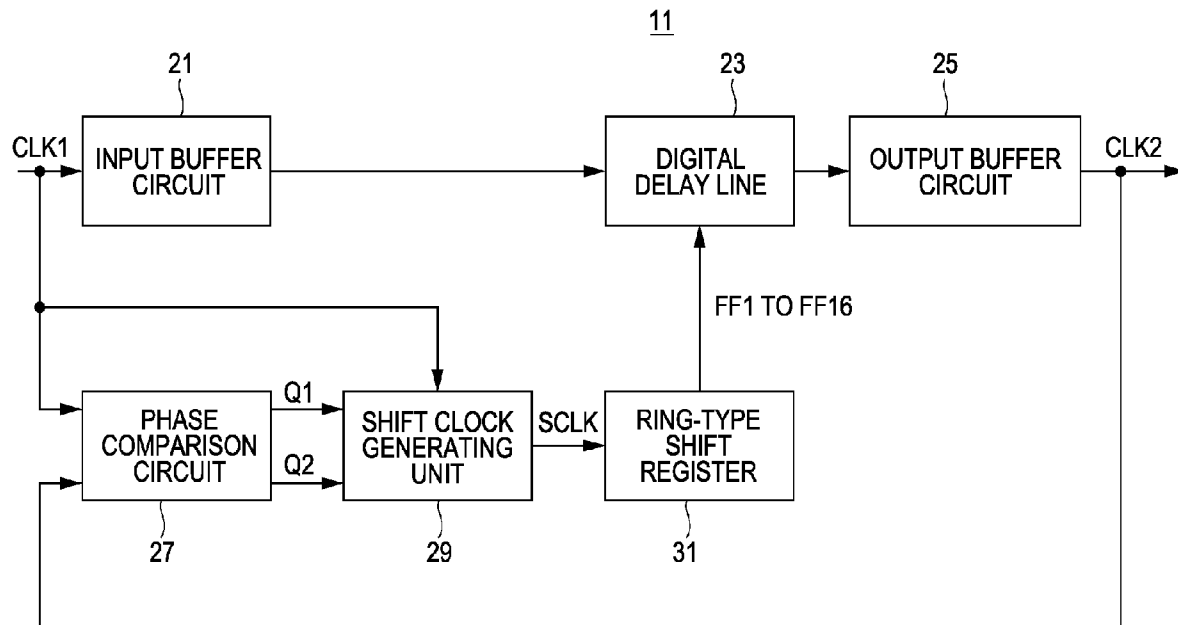 11
21
23
25
CLK1
INPUT BUFFER
CIRCUIT
DIGITAL
DELAY LINE
OUTPUT BUFFER
CIRCUIT
CLK2
FF1 TO FF16
PHASE
COMPARISON
CIRCUIT
Q1
Q2
SHIFT CLOCK
GENERATING
UNIT
SCLK
RING-TYPE
SHIFT
REGISTER
27
29
31